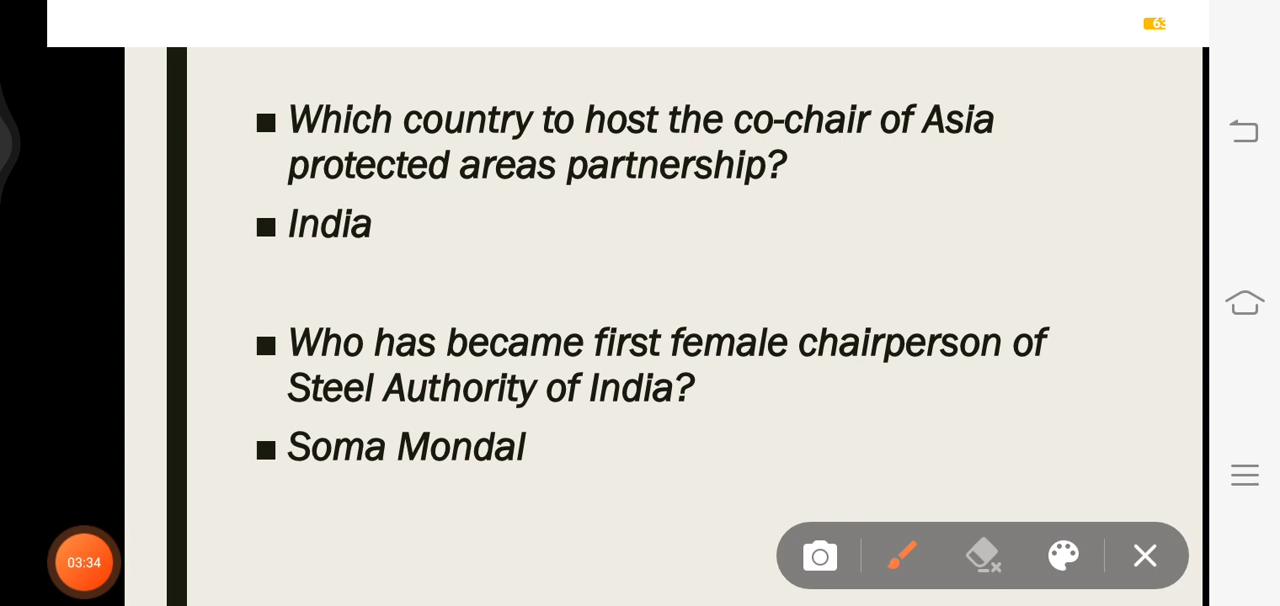 63
■ Which country to host the co-chair of Asia
protected areas partnership?
■ India
■ Who has became first female chairperson of
Steel Authority of India?
■ Soma Mondal
03:34